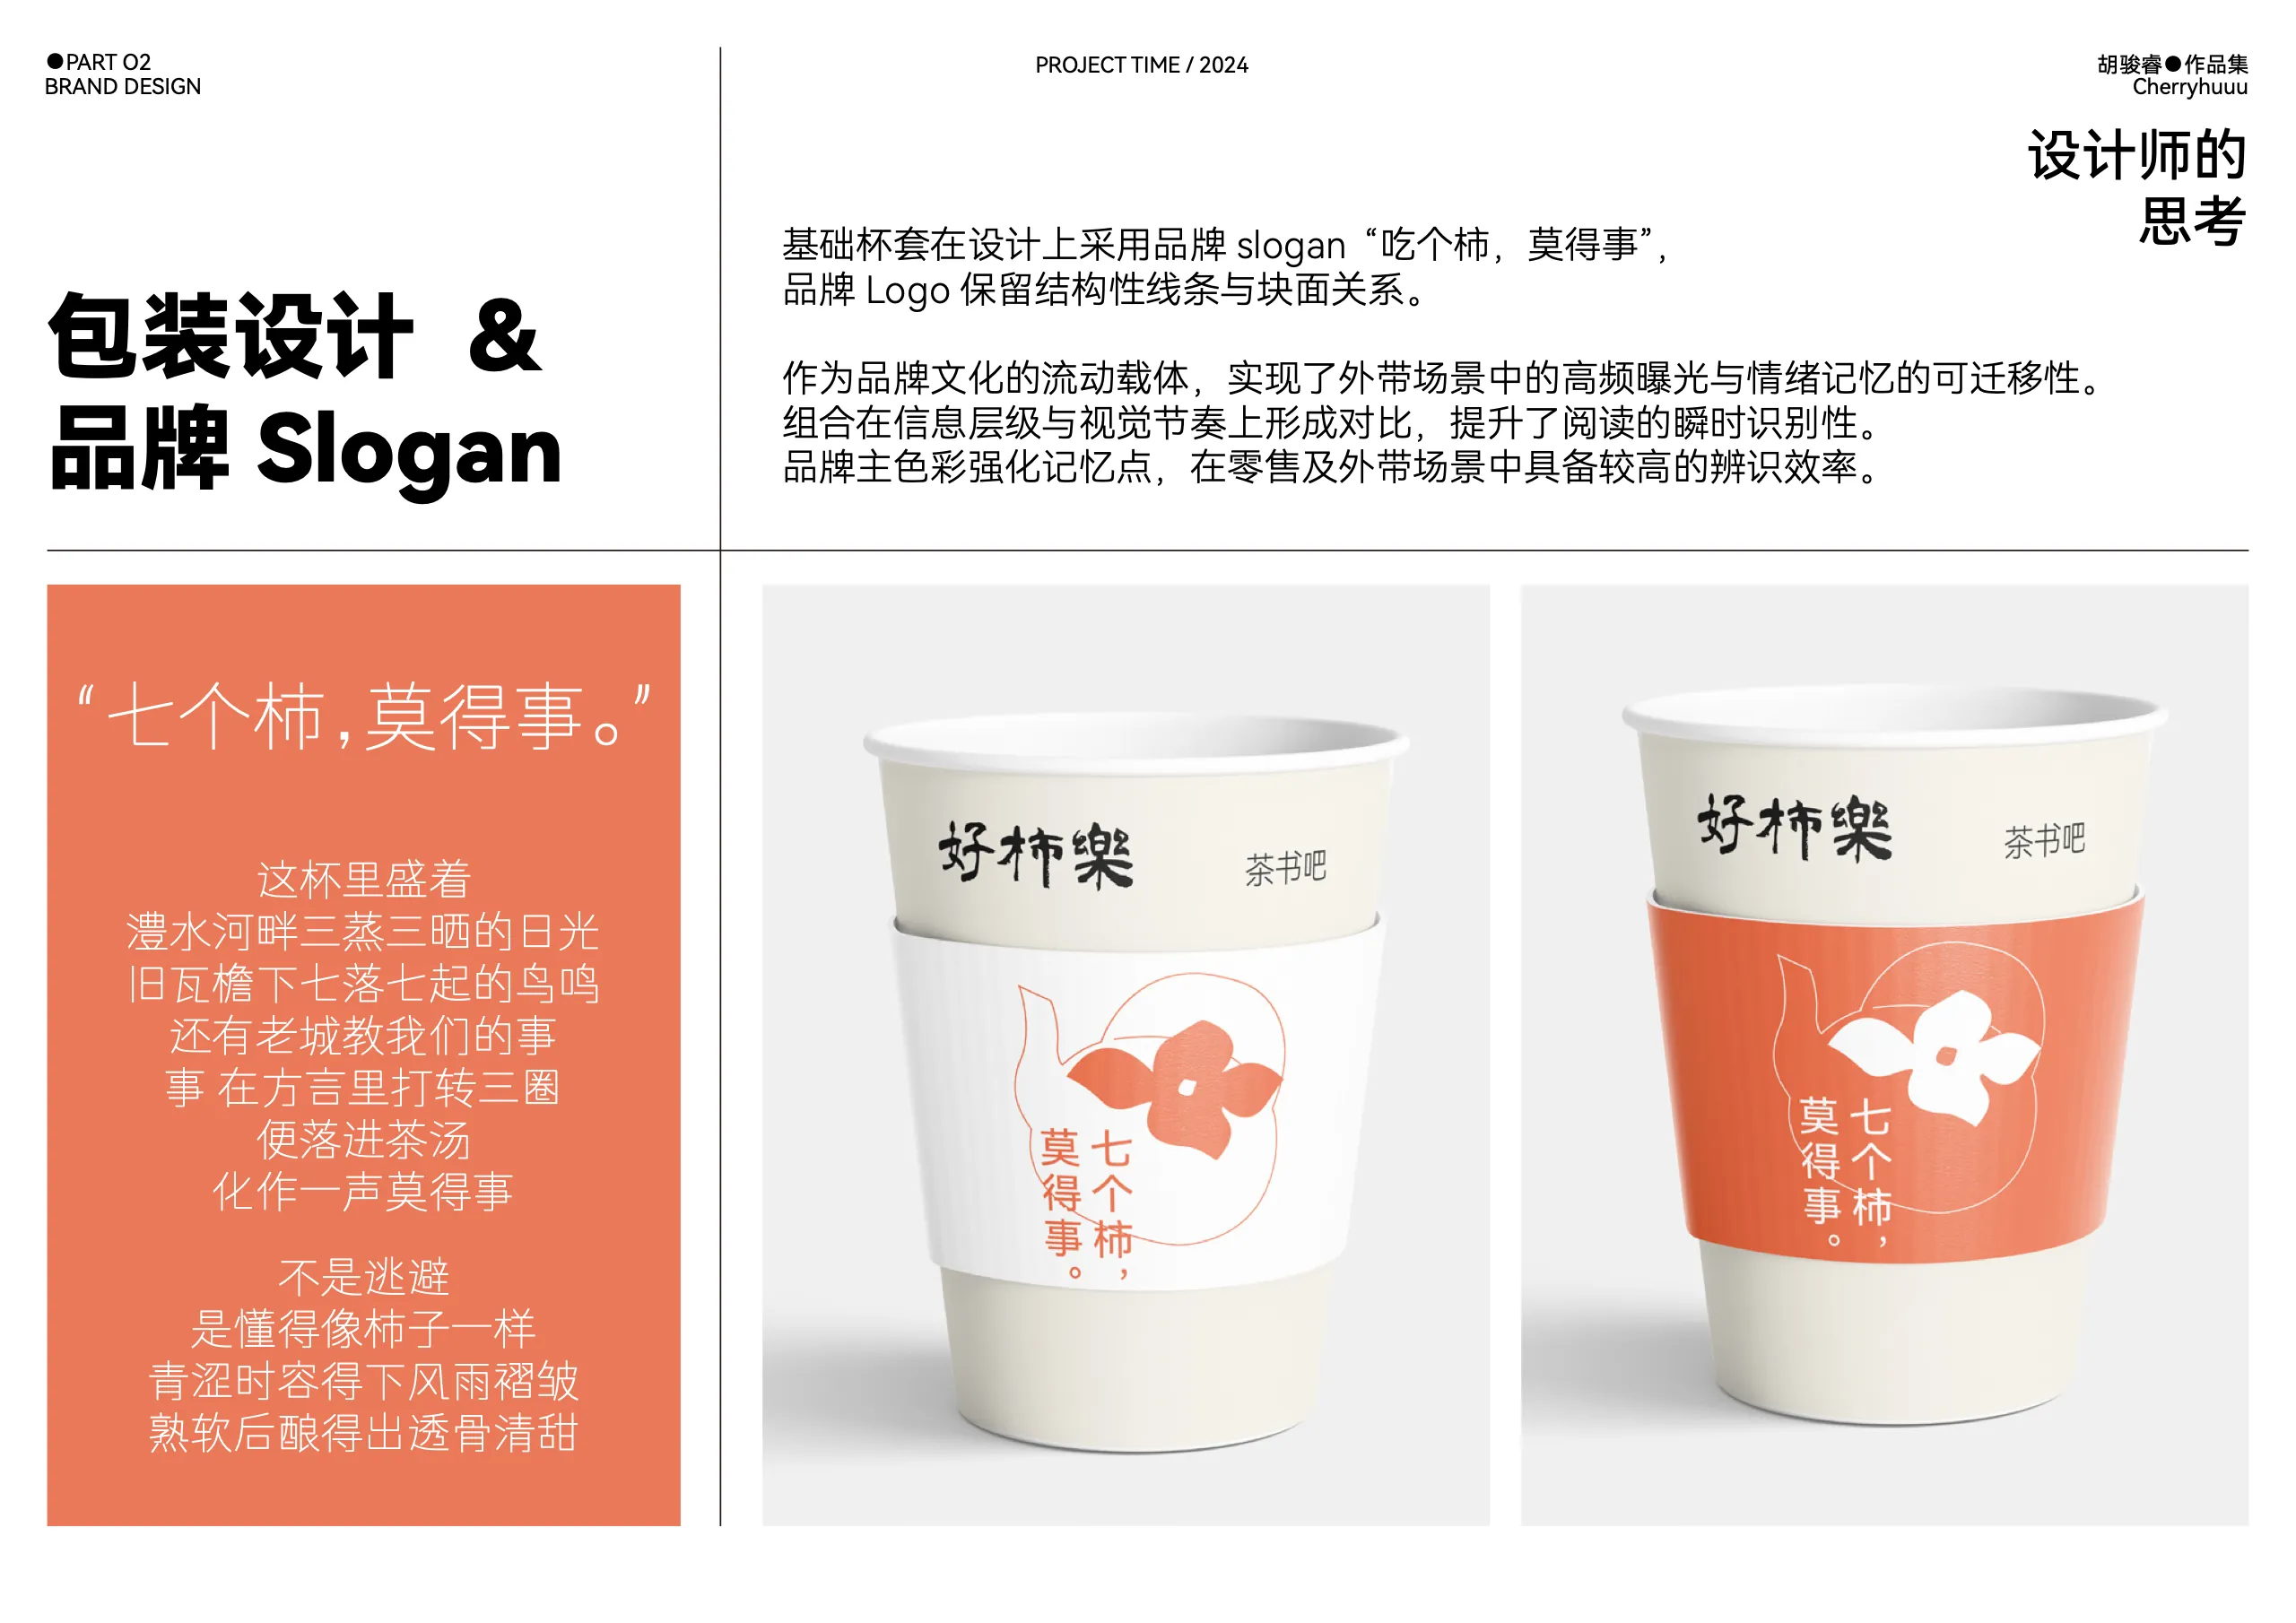 ●PART O2
BRAND DESIGN
PROJECT TIME / 2024
胡骏睿●作品集
Cherryhuuu
设计师的
思考
包装设计 &
品牌 Slogan
基础杯套在设计上采用品牌 slogan “吃个柿，莫得事”，
品牌 Logo 保留结构性线条与块面关系。
作为品牌文化的流动载体，实现了外带场景中的高频曝光与情绪记忆的可迁移性。
组合在信息层级与视觉节奏上形成对比，提升了阅读的瞬时识别性。
品牌主色彩强化记忆点，在零售及外带场景中具备较高的辨识效率。
“七个柿，莫得事。”
这杯里盛着
澧水河畔三蒸三晒的日光
旧瓦檐下七落七起的鸟鸣
还有老城教我们的事
事 在方言里打转三圈
便落进茶汤
化作一声莫得事
不是逃避
是懂得像柿子一样
青涩时容得下风雨褶皱
熟软后酿得出透骨清甜
好柿樂
茶书吧
七个柿，
莫得事。
好柿樂
茶书吧
七个柿，
莫得事。